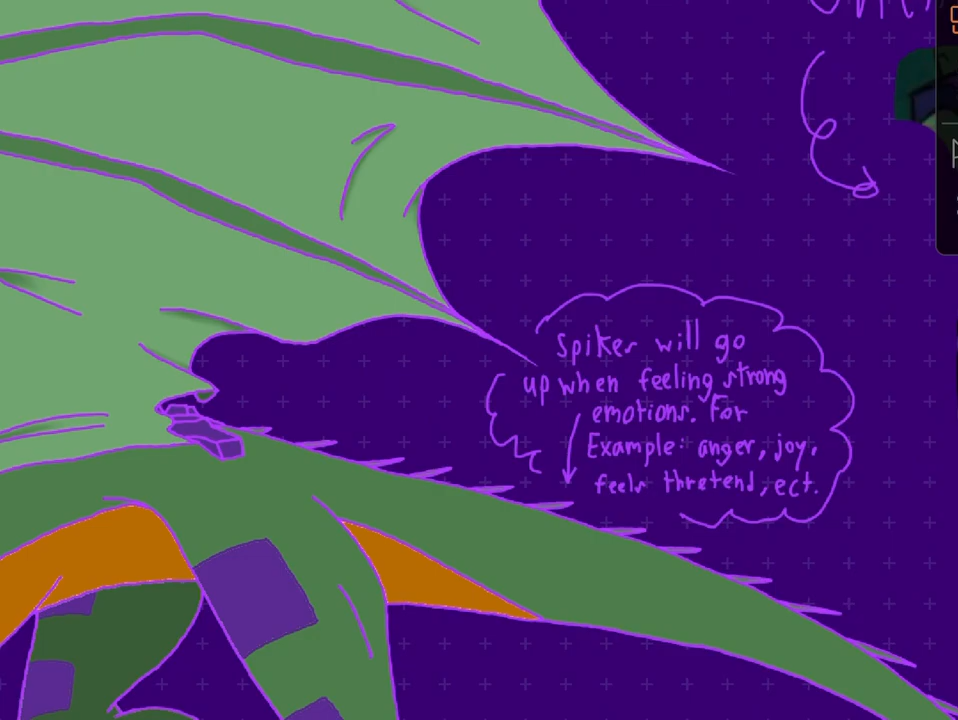 Spikes will go
up when feeling strong
emotions. For
Example: anger, joy,
feels thretend, ect.